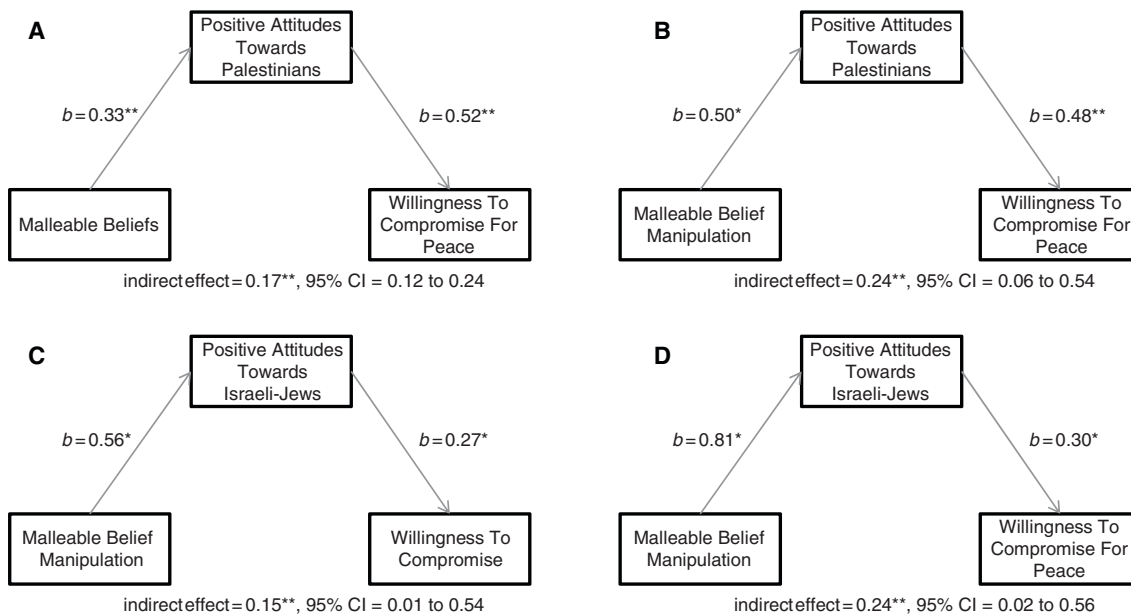 A
Positive Attitudes
Towards
Palestinians
b=0.33**
b=0.52**
Malleable Beliefs
Willingness To
Compromise For
Peace
indirect effect=0.17**, 95% CI = 0.12 to 0.24
B
Positive Attitudes
Towards
Palestinians
b=0.50*
b=0.48**
Malleable Belief
Manipulation
Willingness To
Compromise For
Peace
indirect effect=0.24**, 95% CI = 0.06 to 0.54
C
Positive Attitudes
Towards
Israeli-Jews
b=0.56*
b=0.27*
Malleable Belief
Manipulation
Willingness To
Compromise
indirect effect=0.15**, 95% CI = 0.01 to 0.54
D
Positive Attitudes
Towards
Israeli-Jews
b=0.81*
b=0.30*
Malleable Belief
Manipulation
Willingness To
Compromise For
Peace
indirect effect=0.24**, 95% CI = 0.02 to 0.56